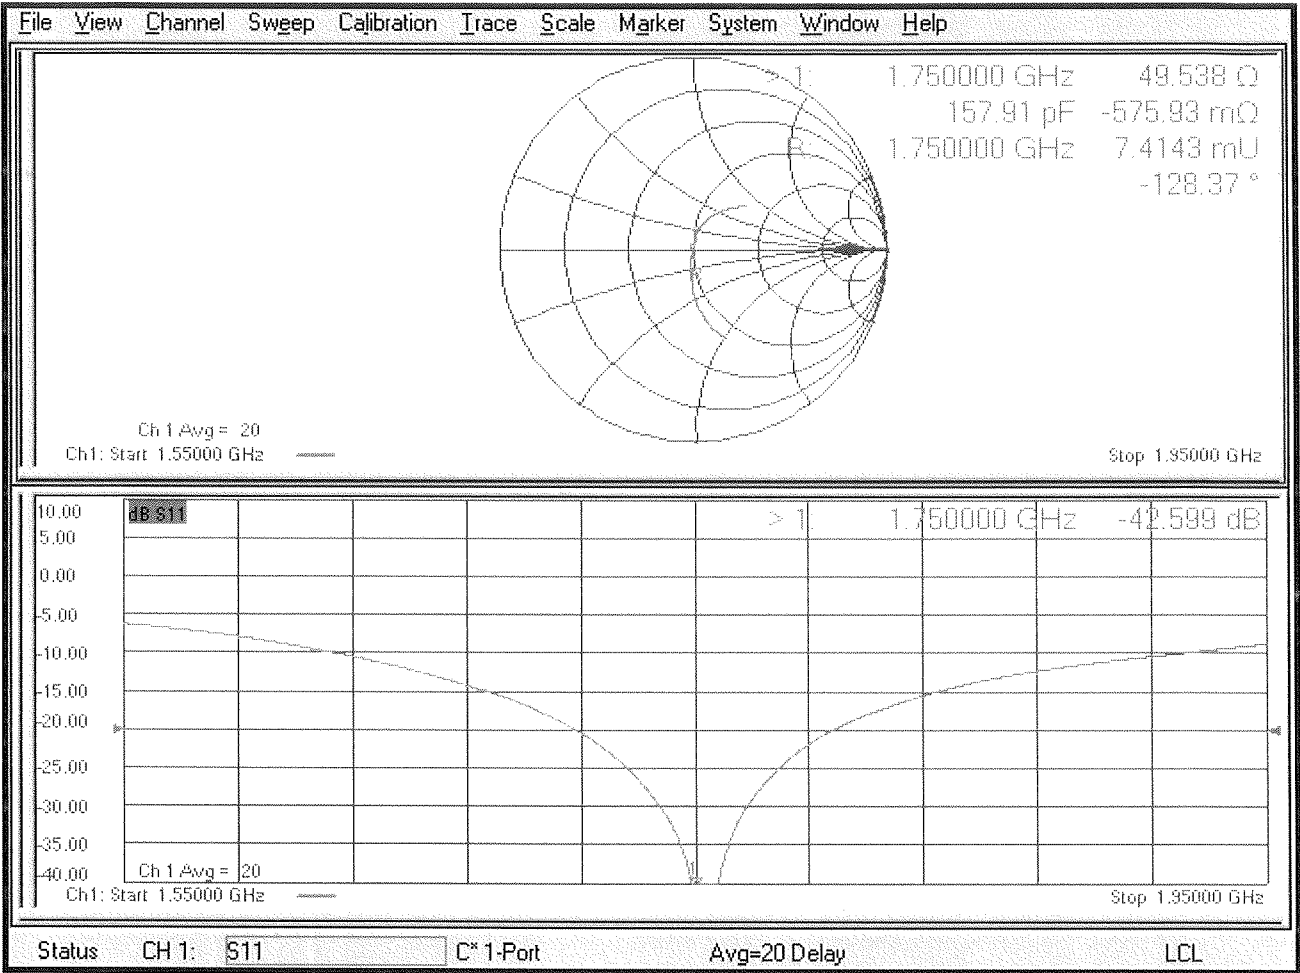 File View Channel Sweep Calibration Trace Scale Marker System Window Help
> 1: 1.750000 GHz 49.538 Ω
157.91 pF -575.93 mΩ
R: 1.750000 GHz 7.4143 mU
-128.37 °
Ch 1 Avg = 20
Ch1: Start 1.55000 GHz
Stop 1.95000 GHz
10.00
dB S11
> 1: 1.750000 GHz -42.599 dB
5.00
0.00
-5.00
-10.00
-15.00
-20.00
-25.00
-30.00
-35.00
-40.00
Ch 1 Avg = 20
1
Ch1: Start 1.55000 GHz
Stop 1.95000 GHz
Status CH 1: S11 C* 1-Port Avg=20 Delay LCL